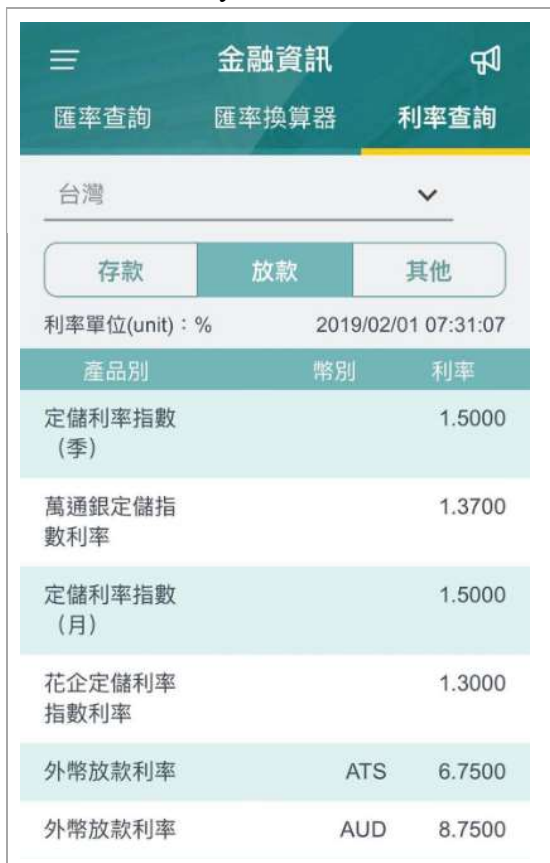 金融資訊
匯率查詢 匯率換算器 利率查詢
台灣
存款 放款 其他
利率單位(unit)：% 2019/02/01 07:31:07
產品別 幣別 利率
定儲利率指數 1.5000
（季）
萬通銀定儲指 1.3700
數利率
定儲利率指數 1.5000
（月）
花企定儲利率 1.3000
指數利率
外幣放款利率 ATS 6.7500
外幣放款利率 AUD 8.7500